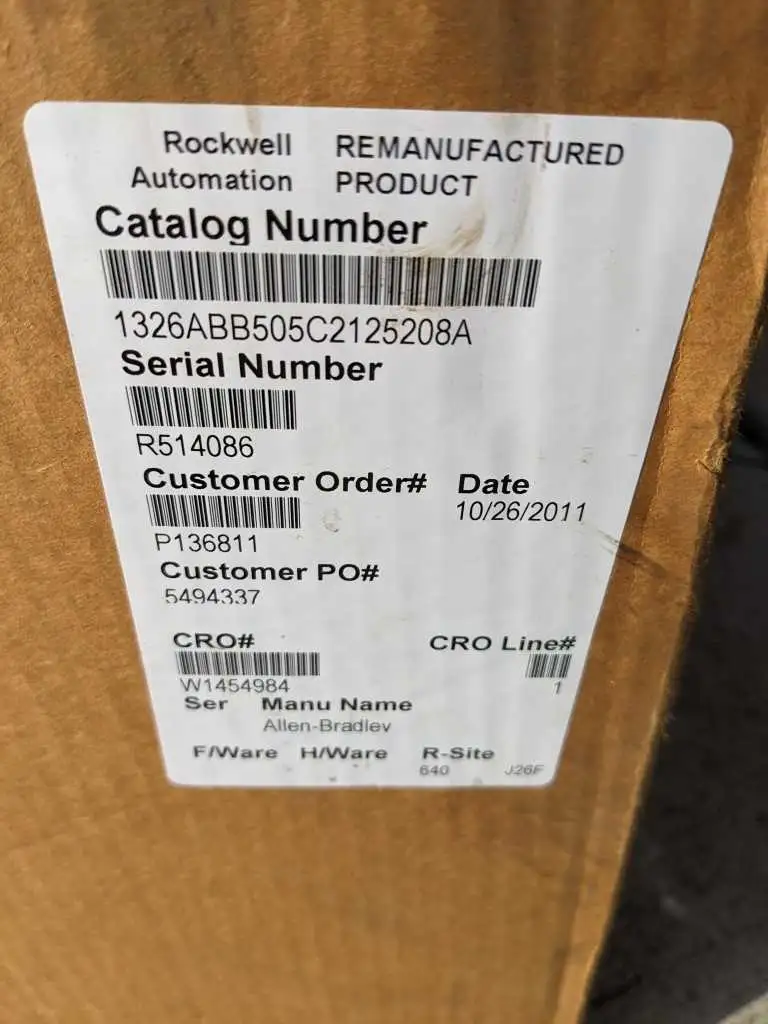 Rockwell REMANUFACTURED
Automation PRODUCT
Catalog Number
1326ABB505C2125208A
Serial Number
R514086
Customer Order# Date
10/26/2011
P136811
Customer PO#
5494337
CRO# CRO Line#
W1454984 1
Ser Manu Name
Allen-Bradley
F/Ware H/Ware R-Site
640 J26F